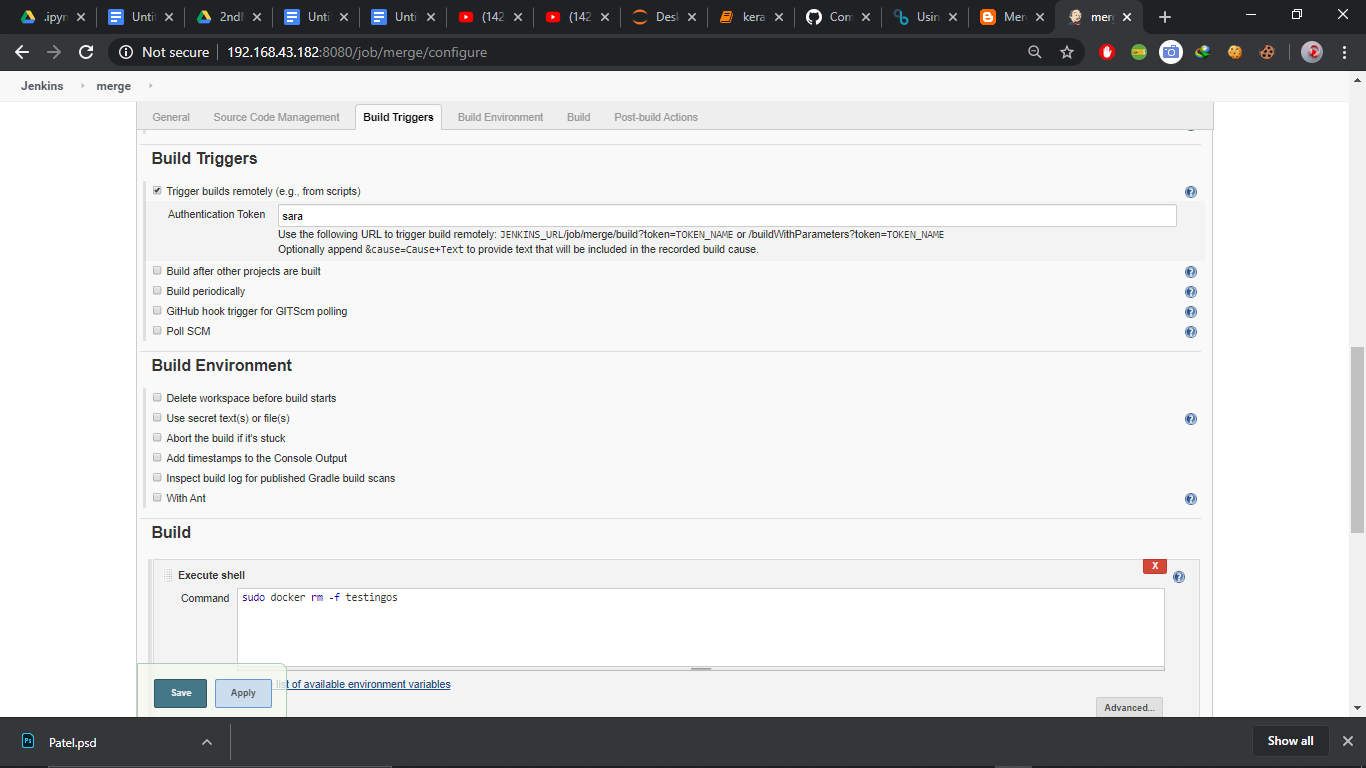 .ipyn
Untit
2ndN
Unti
Unti
(142
(142
Des
kera
Com
Usin
Mer
mer
Not secure 192.168.43.182:8080/job/merge/configure
Jenkins merge
General Source Code Management Build Triggers Build Environment Build Post-build Actions
Build Triggers
Trigger builds remotely (e.g., from scripts)
Authentication Token sara
Use the following URL to trigger build remotely: JENKINS_URL/job/merge/build?token=TOKEN_NAME or /buildWithParameters?token=TOKEN_NAME
Optionally append &cause=Cause+Text to provide text that will be included in the recorded build cause.
Build after other projects are built
Build periodically
GitHub hook trigger for GITScm polling
Poll SCM
Build Environment
Delete workspace before build starts
Use secret text(s) or file(s)
Abort the build if it's stuck
Add timestamps to the Console Output
Inspect build log for published Gradle build scans
With Ant
Build
X
Execute shell
Command sudo docker rm -f testingos
list of available environment variables
Save Apply
Advanced...
Ps Patel.psd
Show all